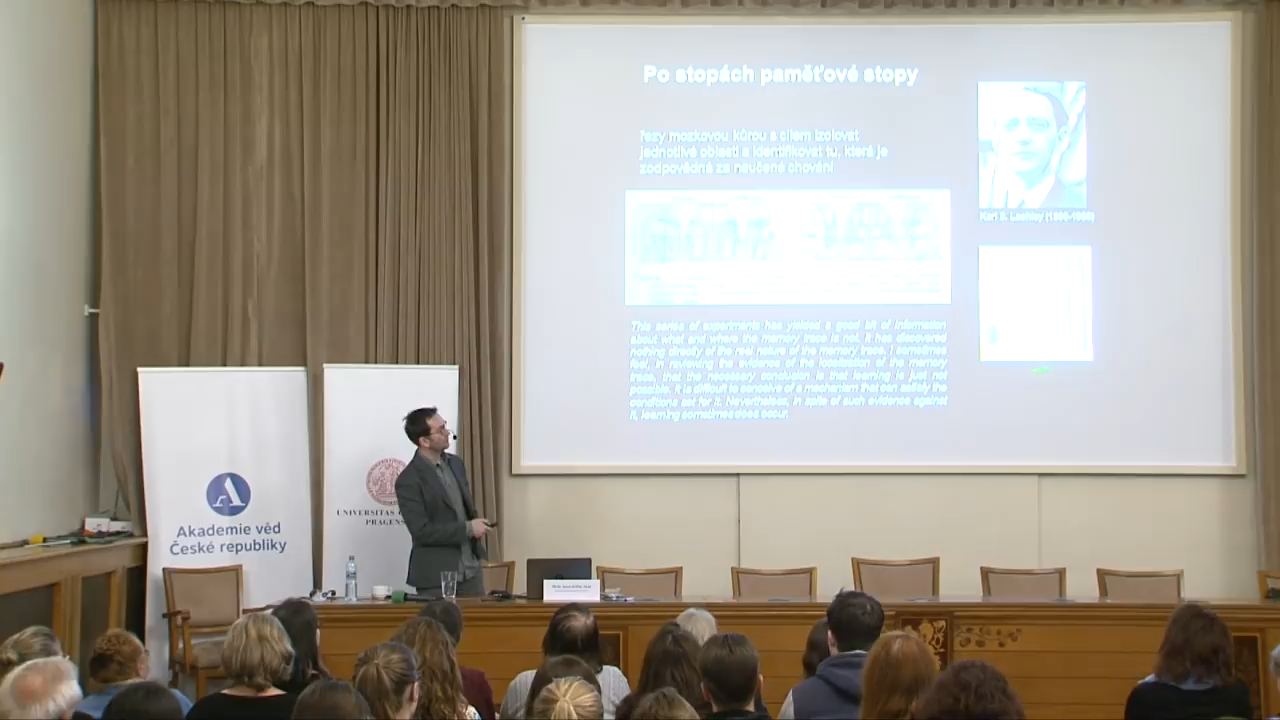 Po stopách paměťové stopy
řezy mozkovou kůrou s cílem izolovat
jednotlivé oblasti a identifikovat tu, která je
zodpovědná za naučené chování
Karl S. Lashley
This series of experiments has yielded a good bit of information
about what and where the memory trace is not. It has discovered
nothing directly of the real nature of the memory trace. I sometimes
feel, in reviewing the evidence of the localization of the memory
trace, that the necessary conclusion is that learning is just not
possible. It is difficult to conceive of a mechanism that can satisfy the
conditions set for it. Nevertheless, in spite of such evidence against
it, learning sometimes does occur.
Akademie věd
České republiky
UNIVERSITAS